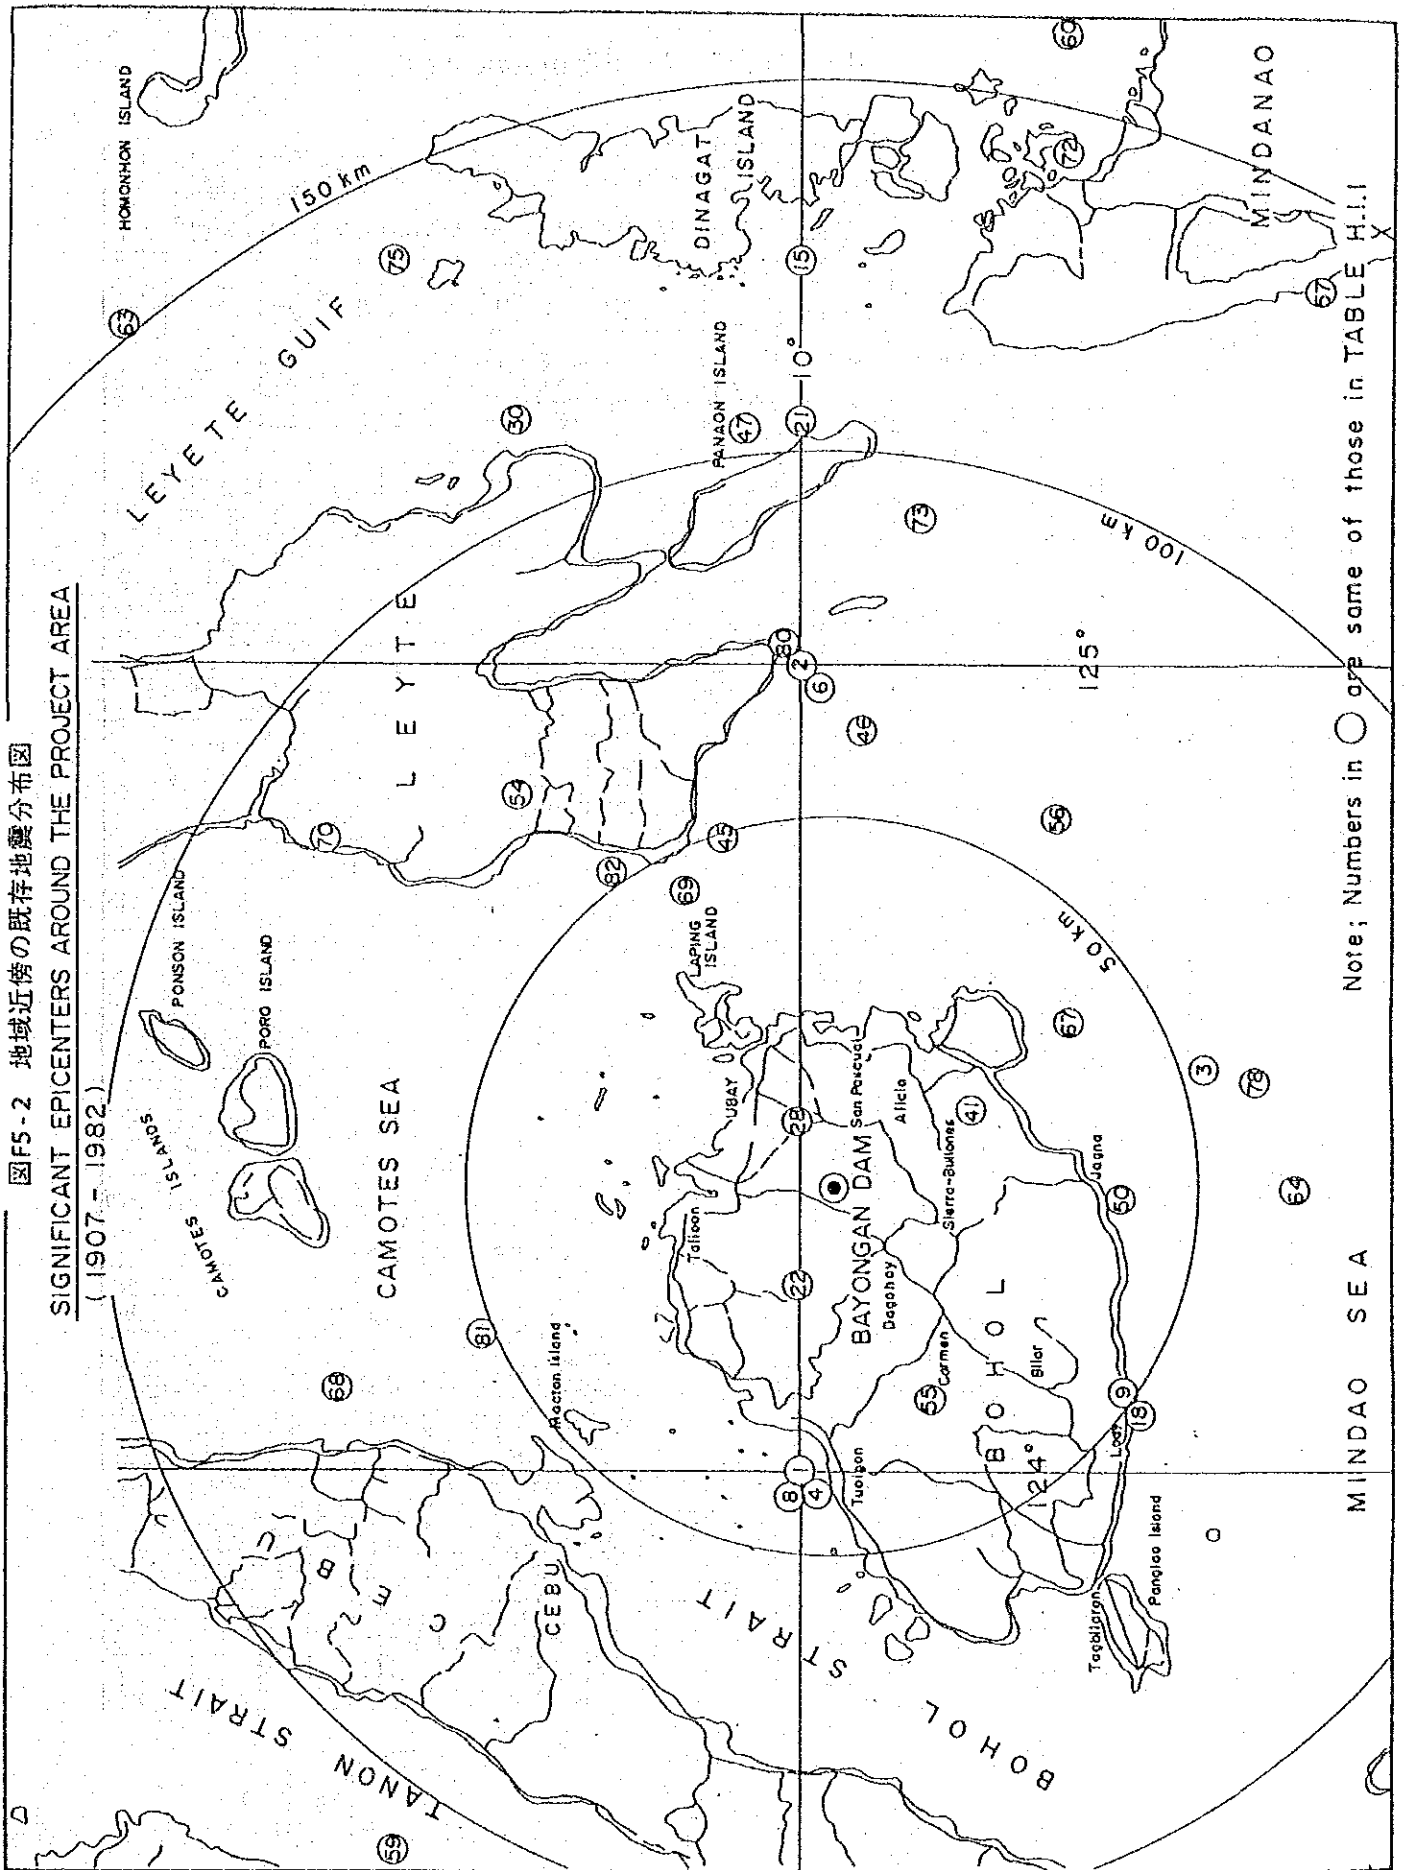 図F5-2 地域近傍の既存地震分布図
SIGNIFICANT EPICENTERS AROUND THE PROJECT AREA
(1907-1982)
HOMONHON ISLAND
63
150 km
75
LEYETE GUIF
30
DINAGAT
ISLAND
15
60
72
MINDANAO
57
PANAON ISLAND
47
21
10°
73
100 km
LEYTE
70
54
82
45
69
80
2
6
46
125°
56
PONSON ISLAND
PORO ISLAND
CAMOTES ISLANDS
CAMOTES SEA
LAPING
ISLAND
UBAY
28
San Pascual
Alicia
41
67
50 km
3
78
64
Talioon
22
BAYONGAN DAM
Dagohoy
Sierra-Bullones
Jagna
50
81
68
Mactan Island
Carmen
55
Bilar
BOHOL
9
18
Loay
124°
1
8
4
Tuoigon
CEBU
CEBU
TANON STRAIT
59
BOHOL STRAIT
Tagbilaran
Panglao Island
MINDAO SEA
Note; Numbers in ○ are same of those in TABLE H.I.I
X